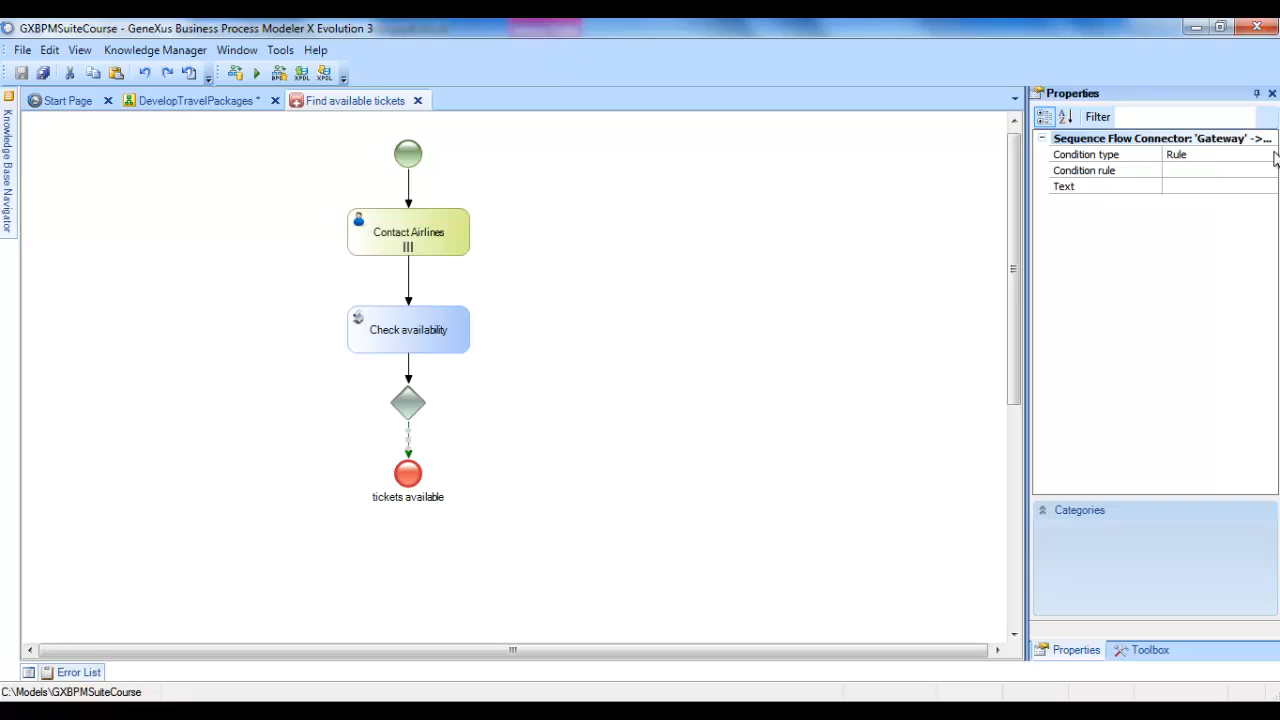 GXBPMSuiteCourse - GeneXus Business Process Modeler X Evolution 3
File Edit View Knowledge Manager Window Tools Help
Start Page DevelopTravelPackages * Find available tickets
Knowledge Base Navigator
Contact Airlines
Check availability
tickets available
Properties
Filter
Sequence Flow Connector: 'Gateway' ->...
Condition type Rule
Condition rule
Text
Categories
Properties Toolbox
Error List
C:\Models\GXBPMSuiteCourse